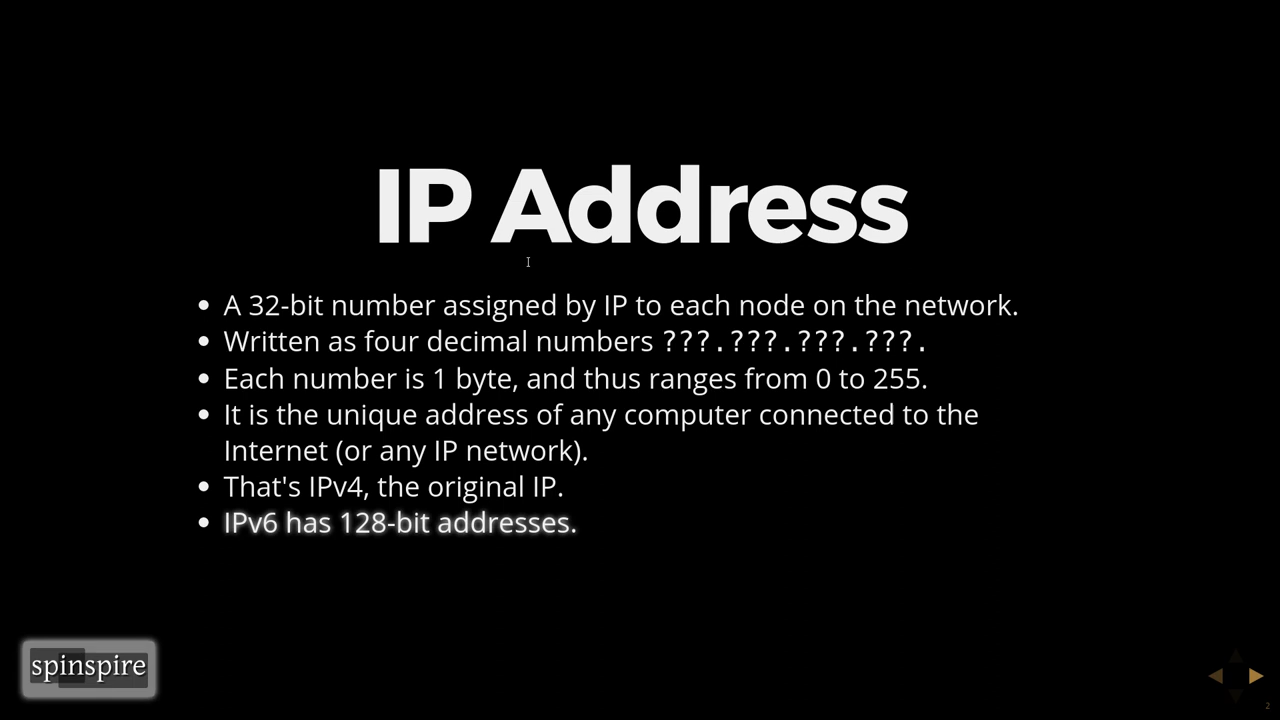 IP Address
• A 32-bit number assigned by IP to each node on the network.
• Written as four decimal numbers ???.???.???.???.
• Each number is 1 byte, and thus ranges from 0 to 255.
• It is the unique address of any computer connected to the
Internet (or any IP network).
• That's IPv4, the original IP.
• IPv6 has 128-bit addresses.
spinspire
2